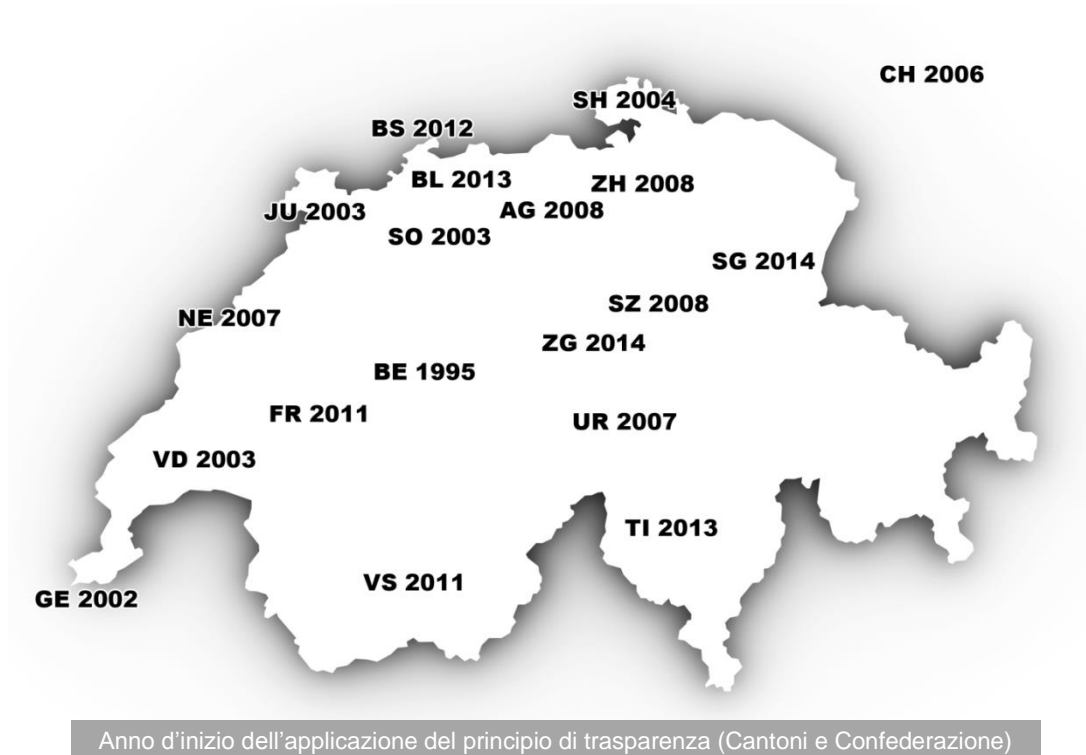 CH 2006
SH 2004
BS 2012
BL 2013
ZH 2008
JU 2003
AG 2008
SO 2003
SG 2014
SZ 2008
NE 2007
ZG 2014
BE 1995
FR 2011
UR 2007
VD 2003
TI 2013
VS 2011
GE 2002
Anno d'inizio dell'applicazione del principio di trasparenza (Cantoni e Confederazione)